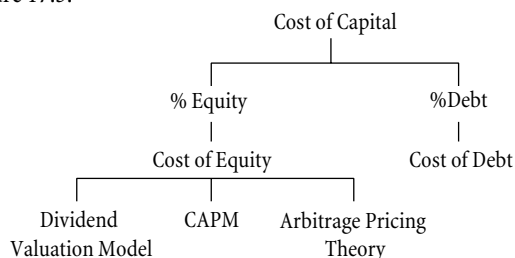 Cost of Capital
% Equity %Debt
Cost of Equity Cost of Debt
Dividend CAPM Arbitrage Pricing
Valuation Model Theory